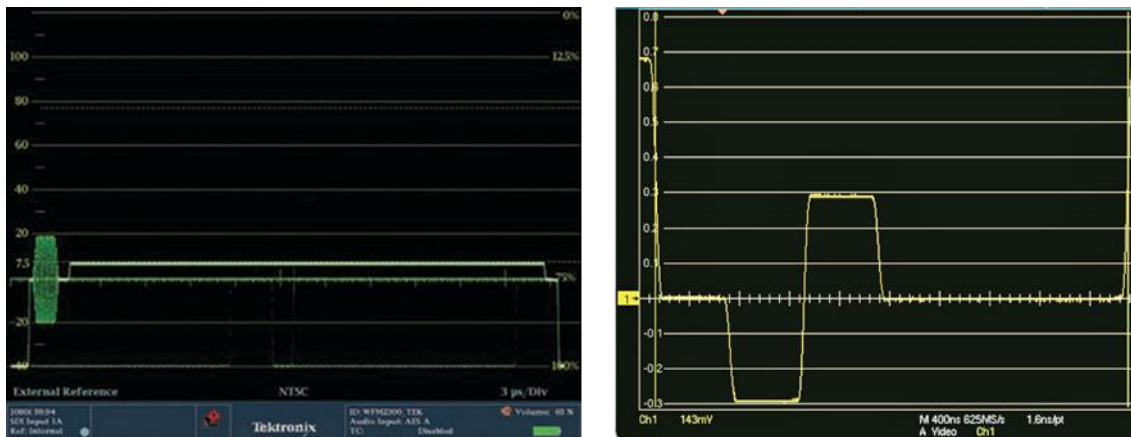 0%
100
12.5%
80
60
40
20
7.5
75%
-20
-40
100%
External Reference
NTSC
3 µs/Div
1080i 59.94
SDI Input 1A
Ref: Internal
Tektronix
ID: WFM2300_TEK
Audio Input: AES A
TC: Disabled
Volume: 61 %
0.8
0.7
0.6
0.5
0.4
0.3
0.2
0.1
1
-0.1
-0.2
-0.3
Ch1 143mV
M 400ns 625MS/s 1.6ns/pt
A Video Ch1